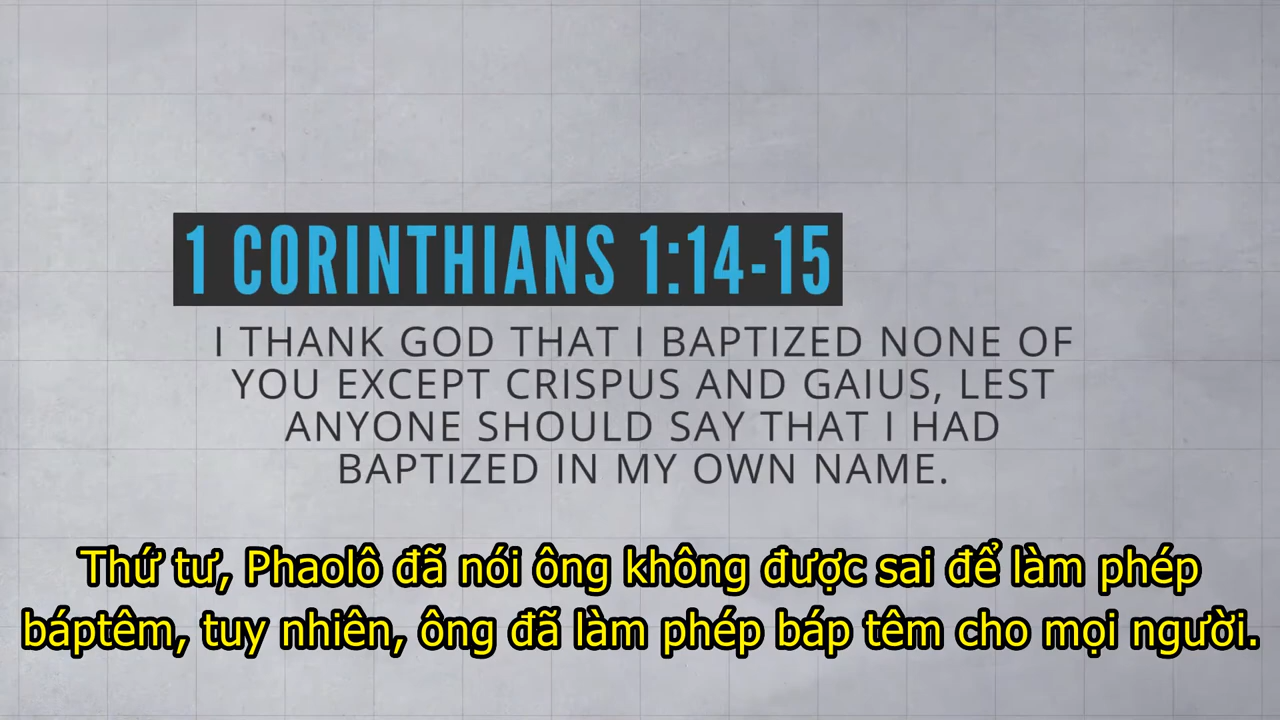 1 CORINTHIANS 1:14-15
I THANK GOD THAT I BAPTIZED NONE OF
YOU EXCEPT CRISPUS AND GAIUS, LEST
ANYONE SHOULD SAY THAT I HAD
BAPTIZED IN MY OWN NAME.
Thứ tư, Phaolô đã nói ông không được sai để làm phép
báptêm, tuy nhiên, ông đã làm phép báp têm cho mọi người.